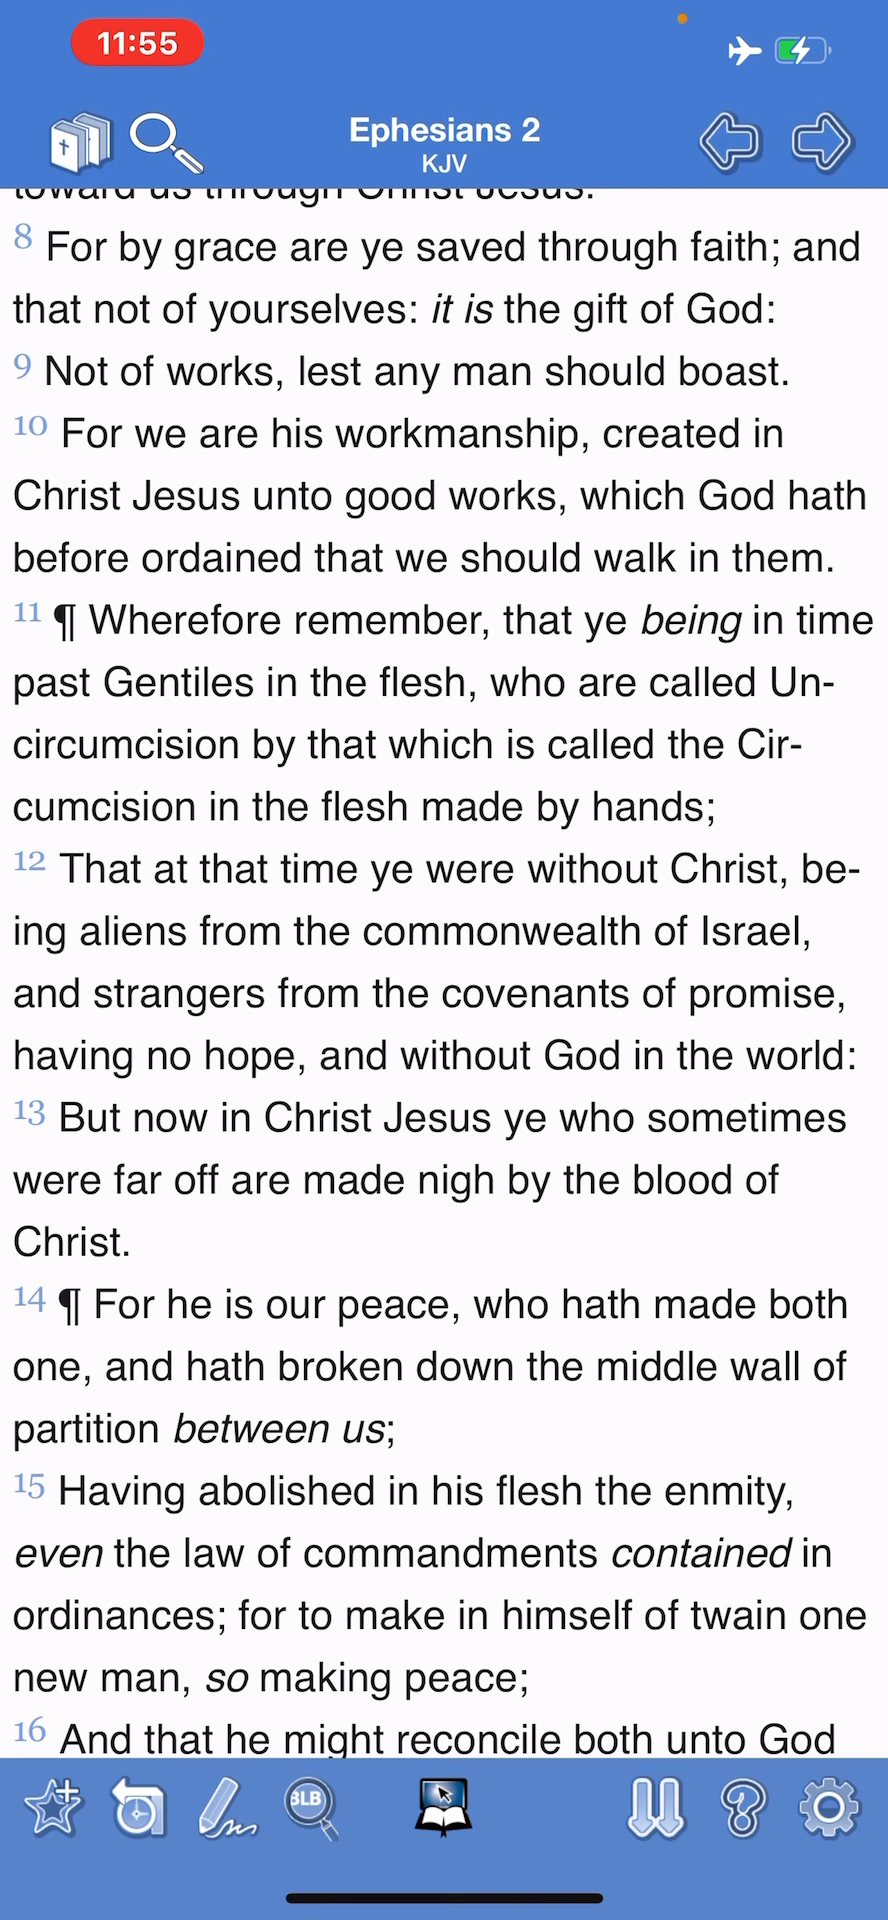 11:55
Ephesians 2
KJV
toward us through Christ Jesus.
8 For by grace are ye saved through faith; and
that not of yourselves: it is the gift of God:
9 Not of works, lest any man should boast.
10 For we are his workmanship, created in
Christ Jesus unto good works, which God hath
before ordained that we should walk in them.
11 ¶ Wherefore remember, that ye being in time
past Gentiles in the flesh, who are called Un-
circumcision by that which is called the Cir-
cumcision in the flesh made by hands;
12 That at that time ye were without Christ, be-
ing aliens from the commonwealth of Israel,
and strangers from the covenants of promise,
having no hope, and without God in the world:
13 But now in Christ Jesus ye who sometimes
were far off are made nigh by the blood of
Christ.
14 ¶ For he is our peace, who hath made both
one, and hath broken down the middle wall of
partition between us;
15 Having abolished in his flesh the enmity,
even the law of commandments contained in
ordinances; for to make in himself of twain one
new man, so making peace;
16 And that he might reconcile both unto God
BLB